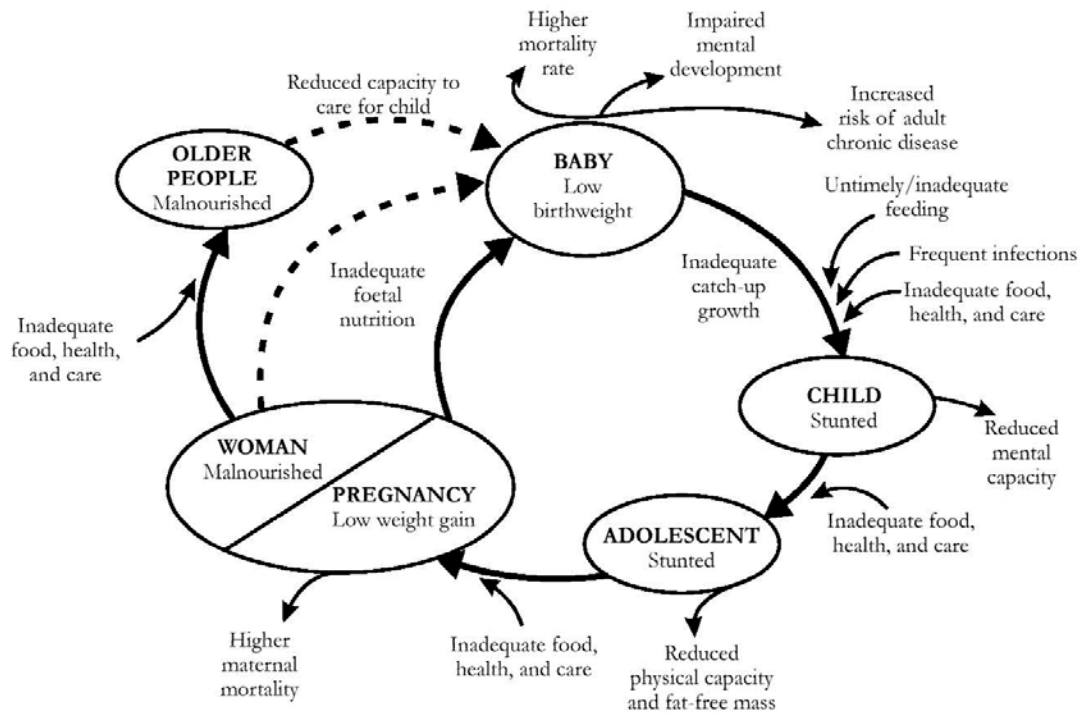 Higher
mortality
rate
Impaired
mental
development
Increased
risk of adult
chronic disease
Reduced capacity to
care for child
OLDER
PEOPLE
Malnourished
BABY
Low
birthweight
Untimely/inadequate
feeding
Frequent infections
Inadequate food,
health, and care
Inadequate
catch-up
growth
Inadequate
foetal
nutrition
Inadequate
food, health,
and care
CHILD
Stunted
Reduced
mental
capacity
WOMAN
Malnourished
PREGNANCY
Low weight gain
ADOLESCENT
Stunted
Inadequate food,
health, and care
Higher
maternal
mortality
Inadequate food,
health, and care
Reduced
physical capacity
and fat-free mass